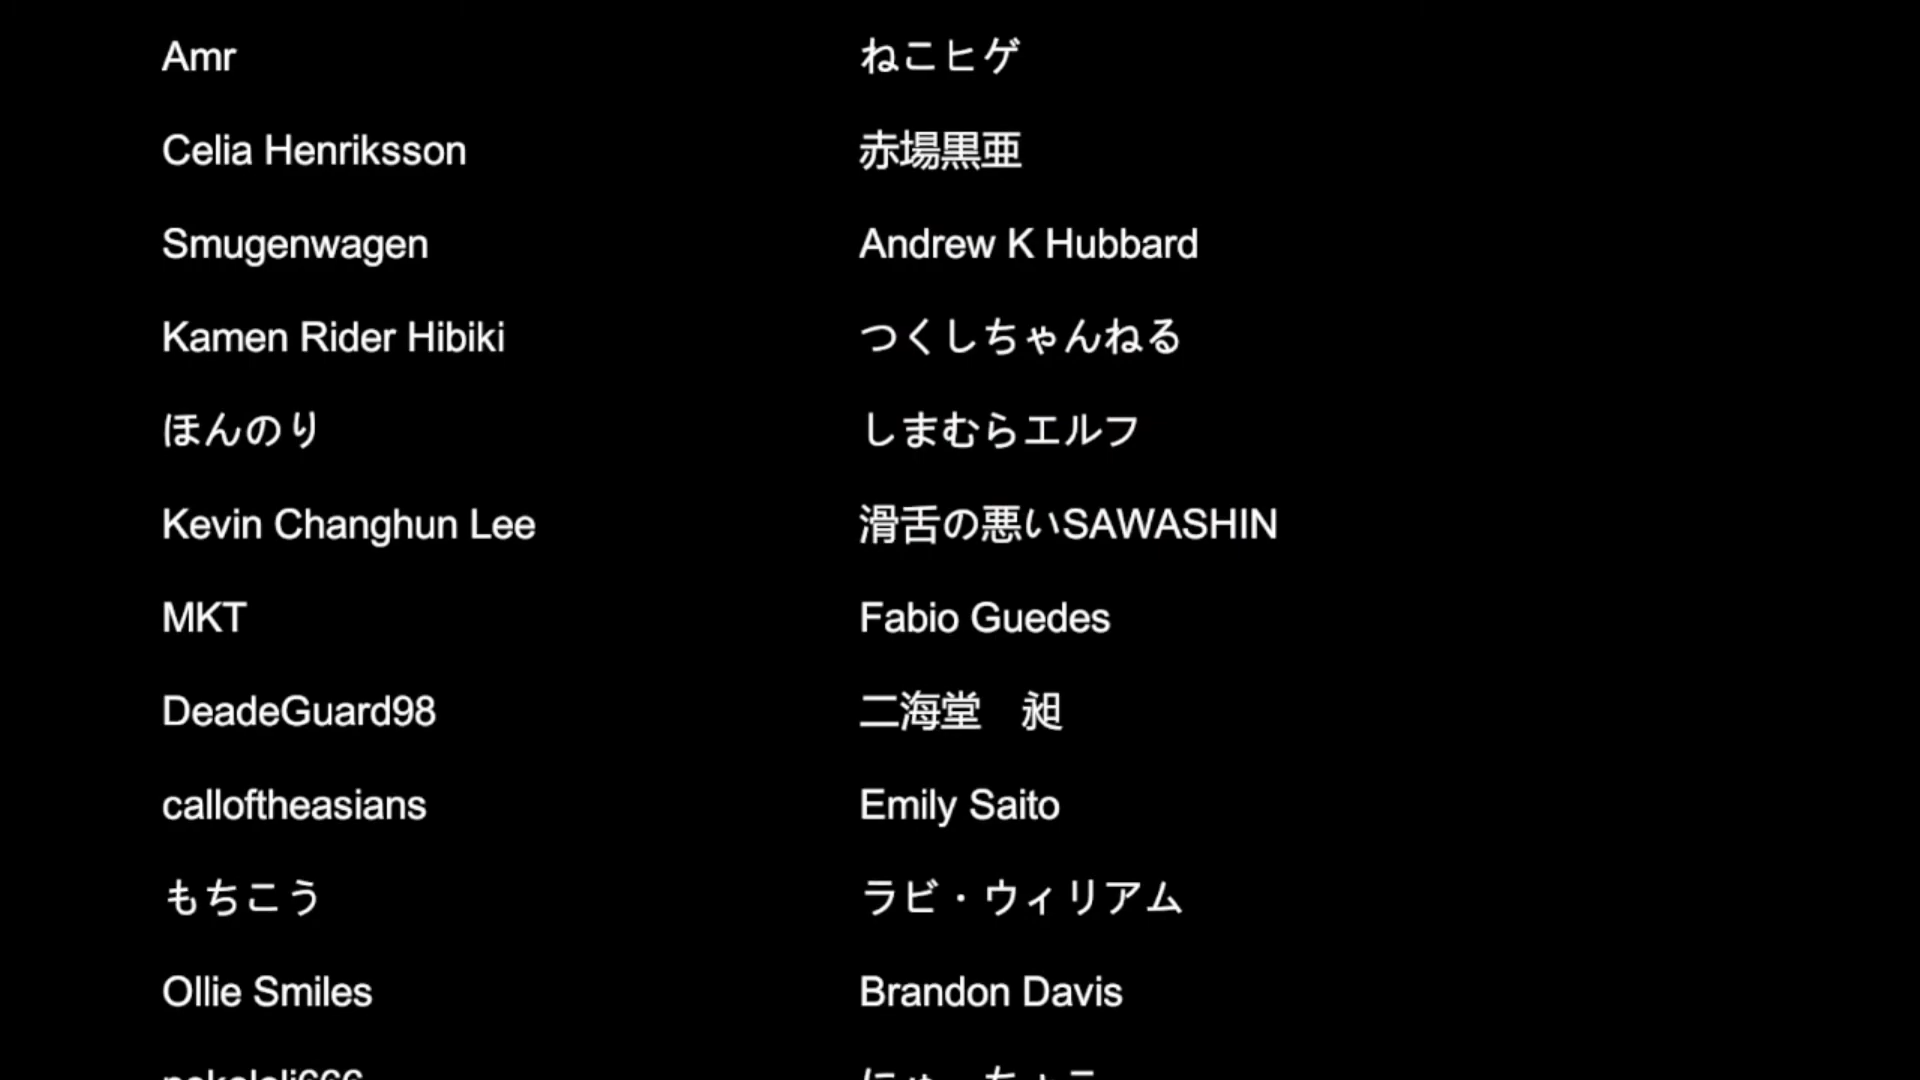 Amr
ねこヒゲ
Celia Henriksson
赤場黒亜
Smugenwagen
Andrew K Hubbard
Kamen Rider Hibiki
つくしちゃんねる
ほんのり
しまむらエルフ
Kevin Changhun Lee
滑舌の悪いSAWASHIN
MKT
Fabio Guedes
DeadeGuard98
二海堂　昶
calloftheasians
Emily Saito
もちこう
ラビ・ウィリアム
Ollie Smiles
Brandon Davis